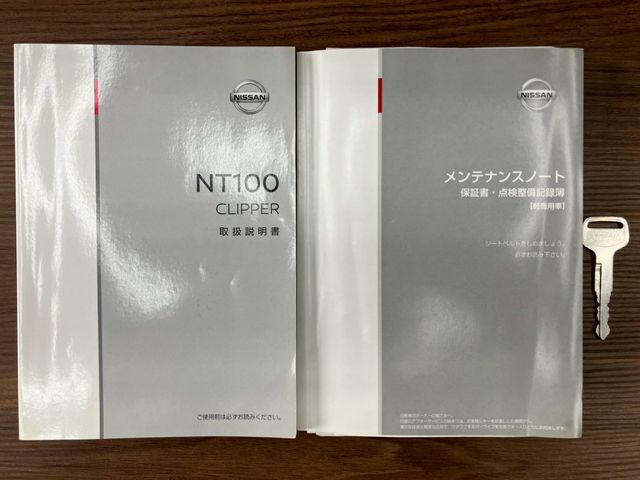 NISSAN
NT100
CLIPPER
取扱説明書
ご使用前は必ずお読みください。
NISSAN
メンテナンスノート
保証書・点検整備記録簿
【軽商用車】
シートベルトをしめましょう。
必ずお読み下さい。